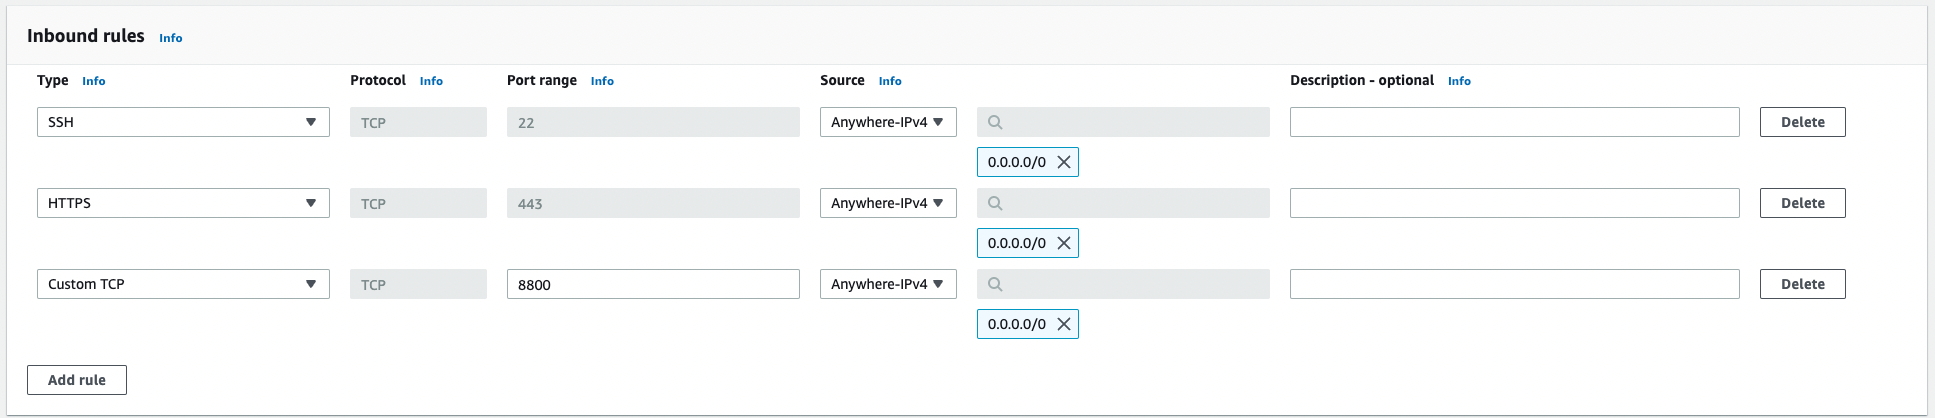 Inbound rules Info
Type Info Protocol Info Port range Info Source Info Description - optional Info
SSH TCP 22 Anywhere-IPv4 Delete
0.0.0.0/0
HTTPS TCP 443 Anywhere-IPv4 Delete
0.0.0.0/0
Custom TCP TCP 8800 Anywhere-IPv4 Delete
0.0.0.0/0
Add rule